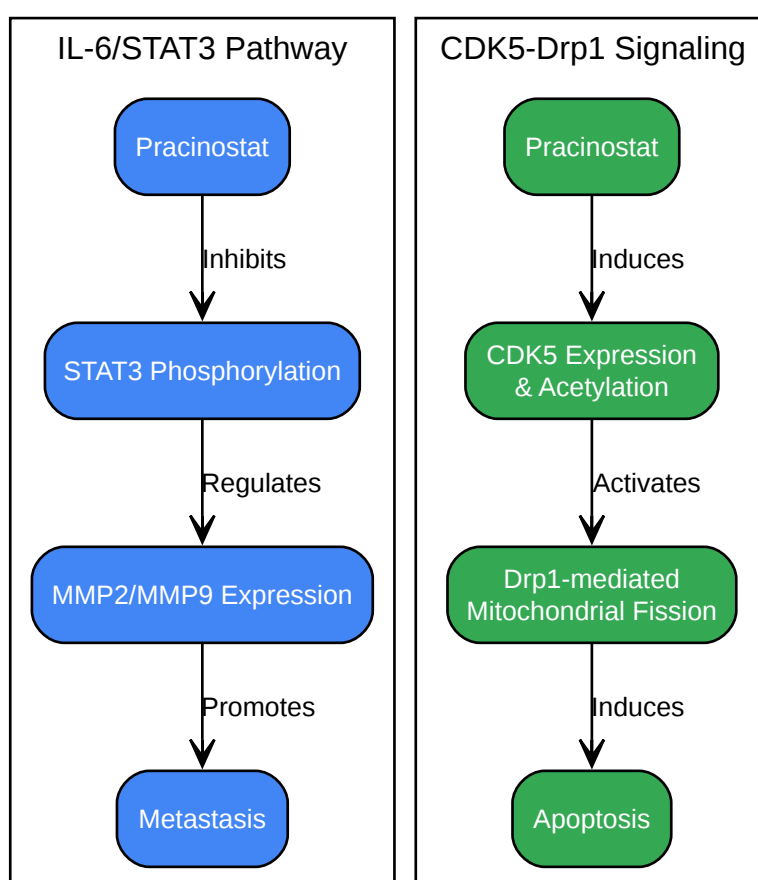 IL-6/STAT3 Pathway
Pracinostat
Inhibits
STAT3 Phosphorylation
Regulates
MMP2/MMP9 Expression
Promotes
Metastasis
CDK5-Drp1 Signaling
Pracinostat
Induces
CDK5 Expression
& Acetylation
Activates
Drp1-mediated
Mitochondrial Fission
Induces
Apoptosis